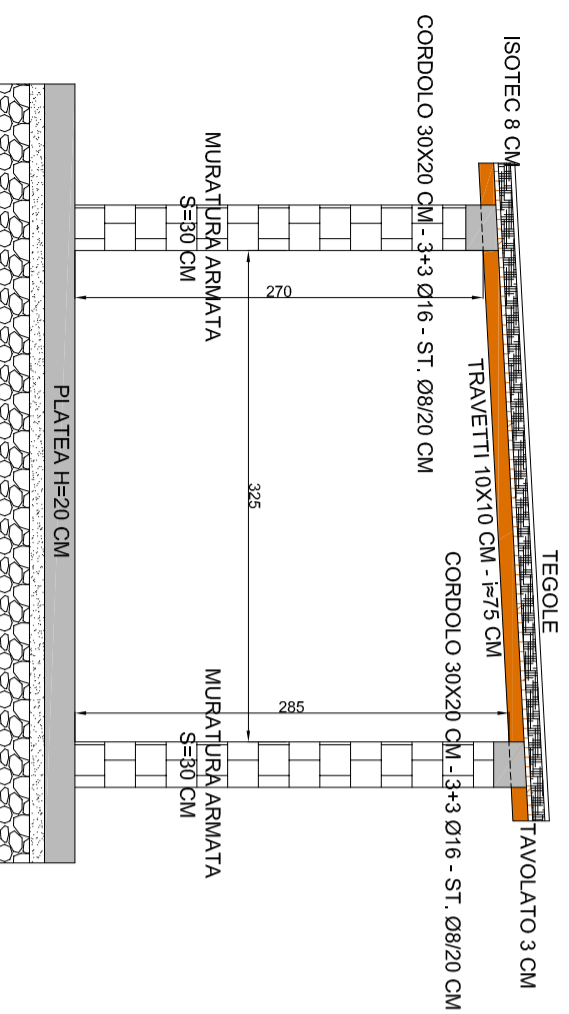 TEGOLE
ISOTEC 8 CM
TAVOLATO 3 CM
TRAVETTI 10X10 CM - i≈75 CM
CORDOLO 30X20 CM - 3+3 Ø16 - ST. Ø8/20 CM
CORDOLO 30X20 CM - 3+3 Ø16 - ST. Ø8/20 CM
270
285
325
MURATURA ARMATA
S=30 CM
MURATURA ARMATA
S=30 CM
PLATEA H=20 CM